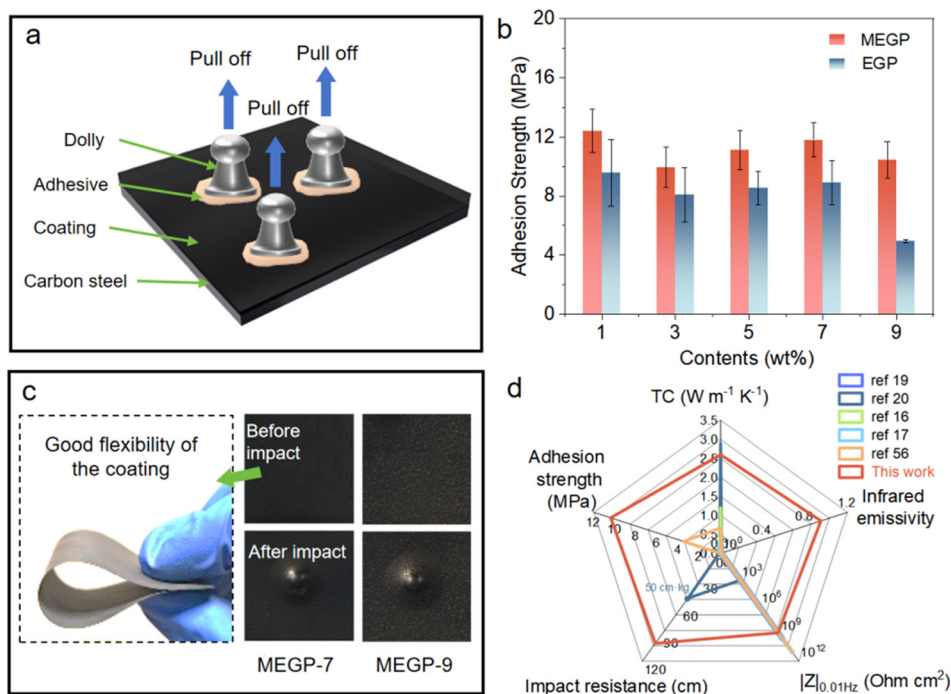 a
Pull off
Pull off
Pull off
Dolly
Adhesive
Coating
Carbon steel
b
MEGP
EGP
Adhesion Strength (MPa)
20
16
12
8
4
0
1 3 5 7 9
Contents (wt%)
c
Good flexibility of
the coating
Before
impact
After impact
MEGP-7 MEGP-9
d
ref 19
ref 20
ref 16
ref 17
ref 56
This work
TC (W m⁻¹ K⁻¹)
3.5
3.0
2.5
2.0
1.5
1.0
Adhesion
strength
(MPa)
12 10 8 6 4
Infrared
emissivity
1.2
0.8
0.4
10⁰
10³
10⁶
10⁹
10¹²
|Z|0.01Hz (Ohm cm²)
50 cm·kg
30
60
90
120
Impact resistance (cm)